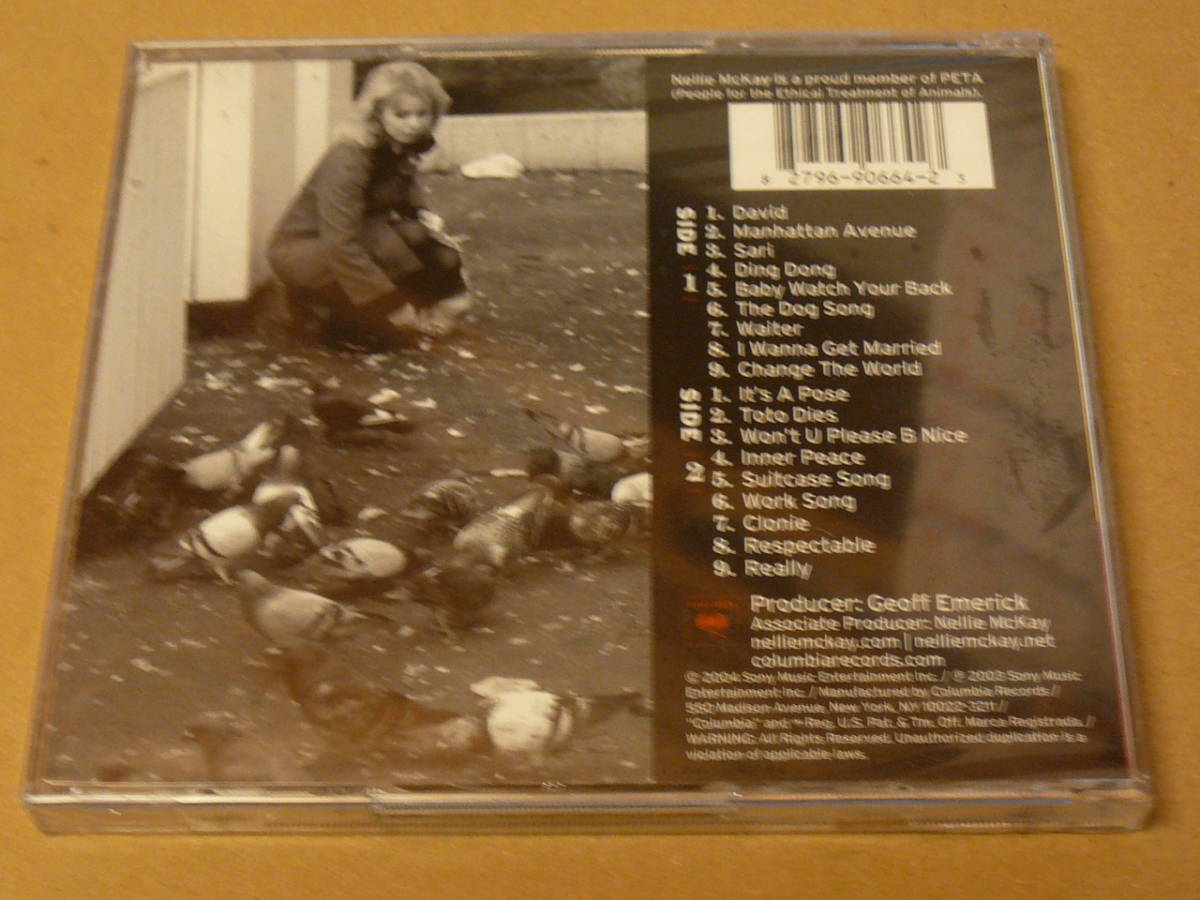 Nellie McKay is a proud member of PETA
(People for the Ethical Treatment of Animals).
8 2796-90664-2 3
SIDE 1
1. David
2. Manhattan Avenue
3. Sari
4. Ding Dong
5. Baby Watch Your Back
6. The Dog Song
7. Waiter
8. I Wanna Get Married
9. Change The World
SIDE 2
1. It's A Pose
2. Toto Dies
3. Won't U Please B Nice
4. Inner Peace
5. Suitcase Song
6. Work Song
7. Clonie
8. Respectable
9. Really
Producer: Geoff Emerick
Associate Producer: Nellie McKay
nelliemckay.com | nelliemckay.net
columbiarecords.com
© 2004 Sony Music Entertainment Inc. / ℗ 2003 Sony Music
Entertainment Inc. / Manufactured by Columbia Records //
550 Madison Avenue, New York, NY 10022-3211 //
"Columbia" and ™ Reg. U.S. Pat. & Tm. Off. Marca Registrada. //
WARNING: All Rights Reserved. Unauthorized duplication is a
violation of applicable laws.